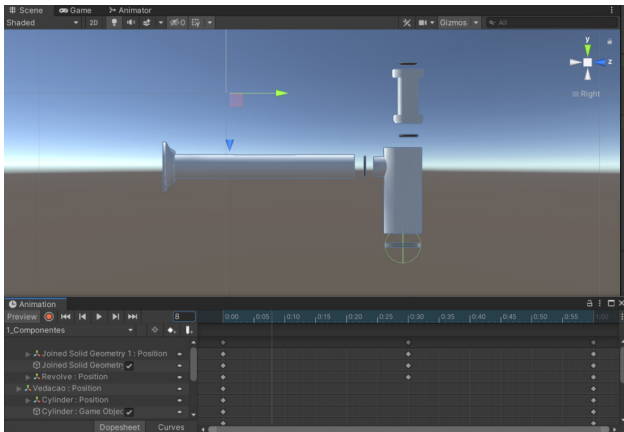 Scene Game Animator
Shaded 2D 0 Gizmos All
y
z
Right
Animation
Preview 8 0:00 0:05 0:10 0:15 0:20 0:25 0:30 0:35 0:40 0:45 0:50 0:55 1:00
1_Componentes
Joined Solid Geometry 1 : Position
Joined Solid Geometry
Revolve : Position
Vedacao : Position
Cylinder : Position
Cylinder : Game Objec
Dopesheet Curves